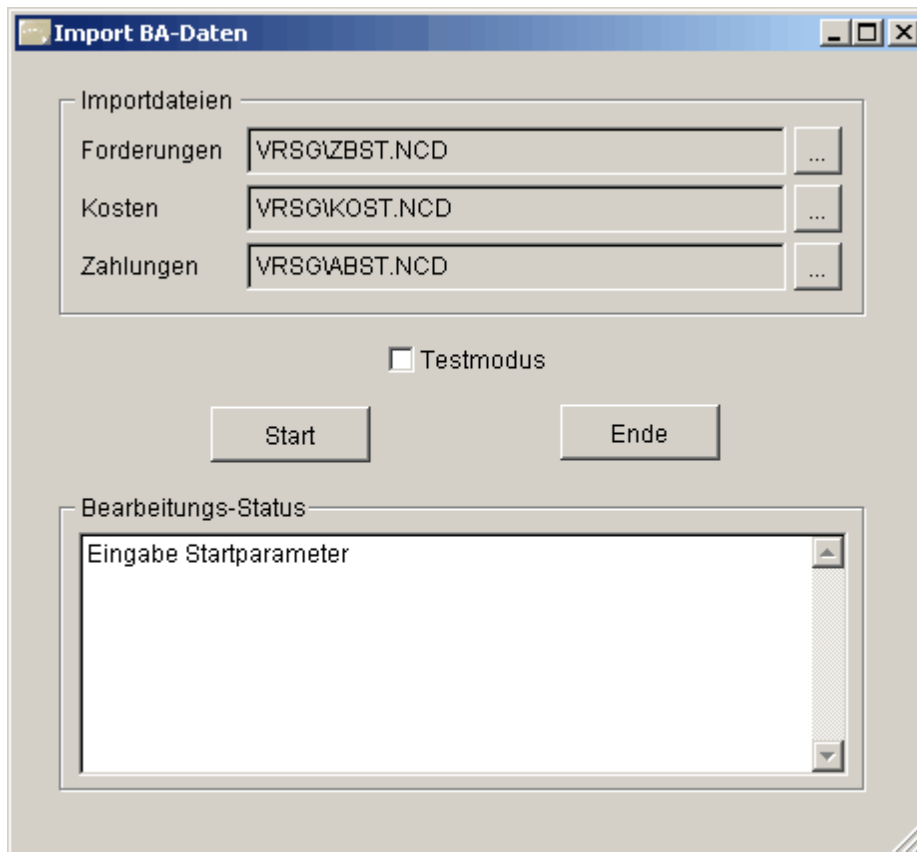 Import BA-Daten
Importdateien
Forderungen VRSG\ZBST.NCD ...
Kosten VRSG\KOST.NCD ...
Zahlungen VRSG\ABST.NCD ...
Testmodus
Start Ende
Bearbeitungs-Status
Eingabe Startparameter